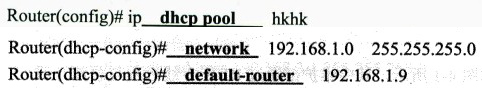 Router(config)# ip dhcp pool hkhk
Router(dhcp-config)# network 192.168.1.0 255.255.255.0
Router(dhcp-config)# default-router 192.168.1.9